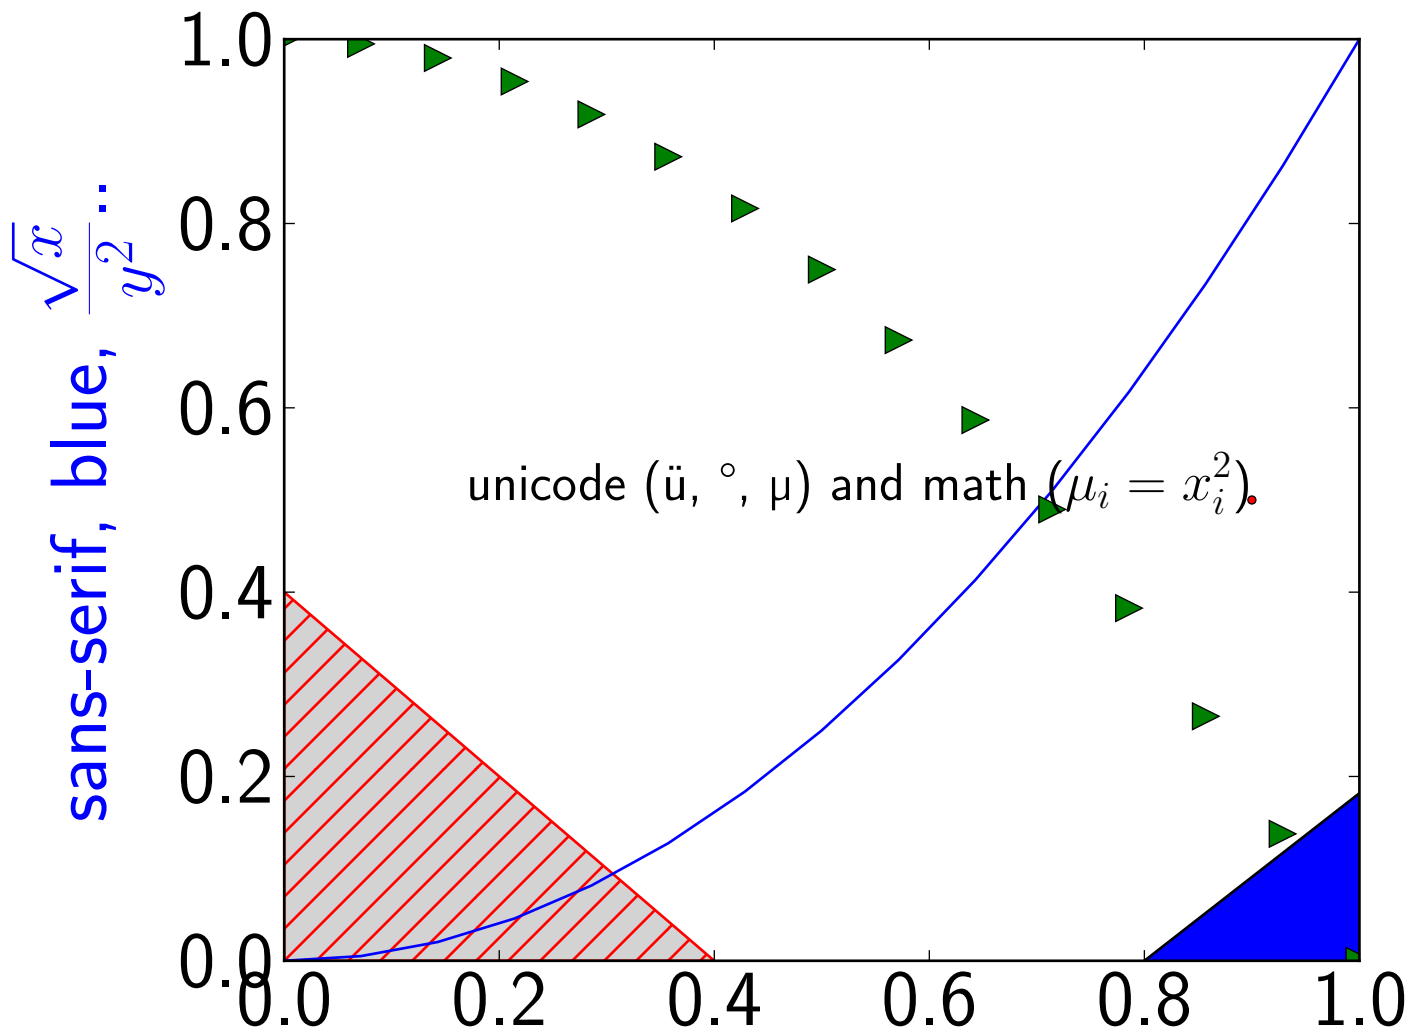 1.0
0.8
0.6
0.4
0.2
0.0
sans-serif, blue, $\frac{\sqrt{x}}{y^2}$..
unicode (ü, °, µ) and math ($\mu_i = x_i^2$)
0.0 0.2 0.4 0.6 0.8 1.0